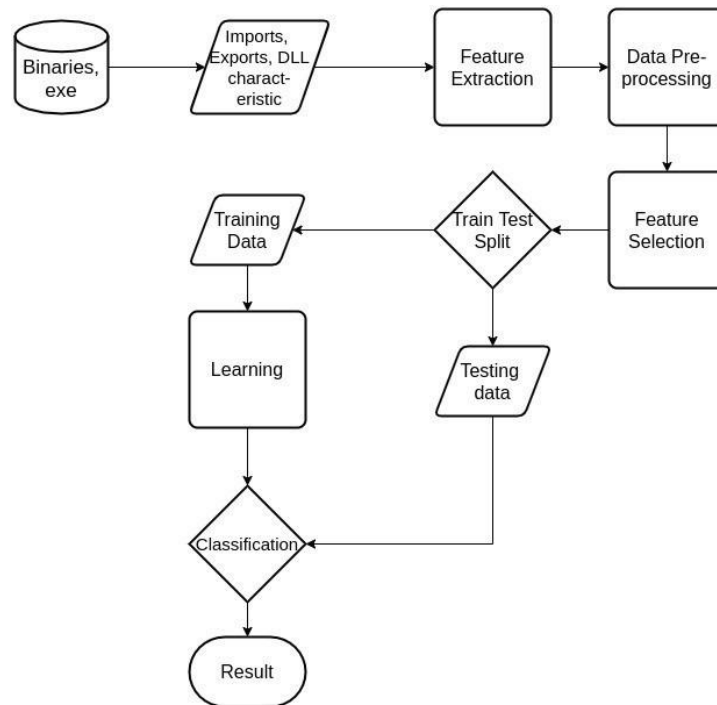 Binaries,
exe
Imports,
Exports, DLL
charact-
eristic
Feature
Extraction
Data Pre-
processing
Feature
Selection
Train Test
Split
Training
Data
Learning
Testing
data
Classification
Result